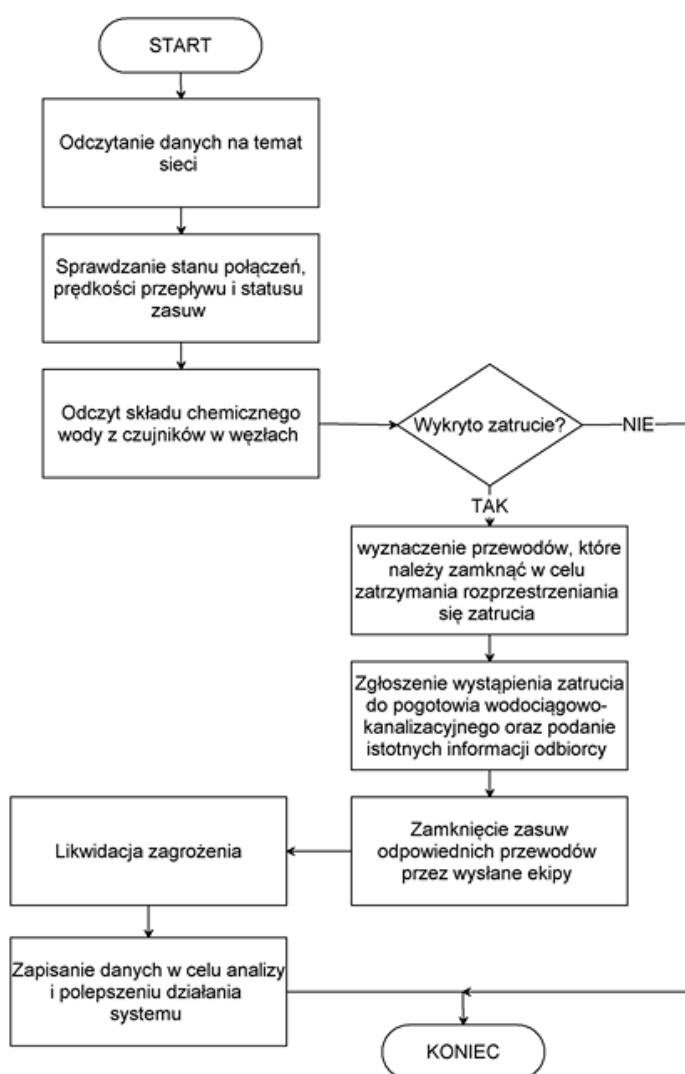 START
Odczytanie danych na temat
sieci
Sprawdzanie stanu połączeń,
prędkości przepływu i statusu
zasuw
Odczyt składu chemicznego
wody z czujników w węzłach
Wykryto zatrucie?
NIE
TAK
wyznaczenie przewodów, które
należy zamknąć w celu
zatrzymania rozprzestrzeniania
się zatrucia
Zgłoszenie wystąpienia zatrucia
do pogotowia wodociągowo-
kanalizacyjnego oraz podanie
istotnych informacji odbiorcy
Zamknięcie zasuw
odpowiednich przewodów
przez wysłane ekipy
Likwidacja zagrożenia
Zapisanie danych w celu analizy
i polepszeniu działania
systemu
KONIEC